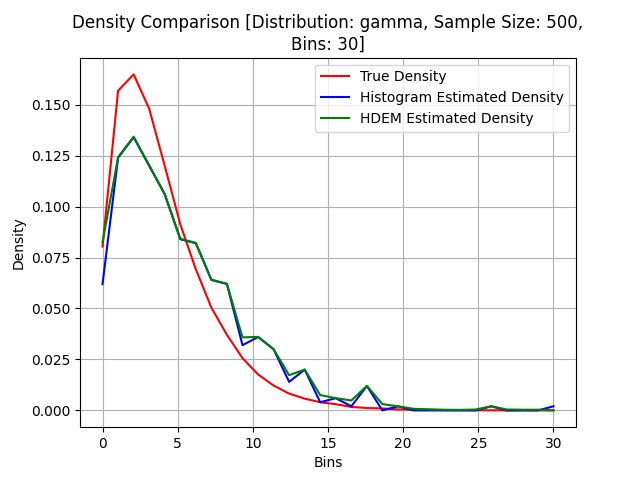 Density Comparison [Distribution: gamma, Sample Size: 500,
Bins: 30]
True Density
Histogram Estimated Density
HDEM Estimated Density
0.150
0.125
0.100
0.075
0.050
0.025
0.000
Density
0 5 10 15 20 25 30
Bins